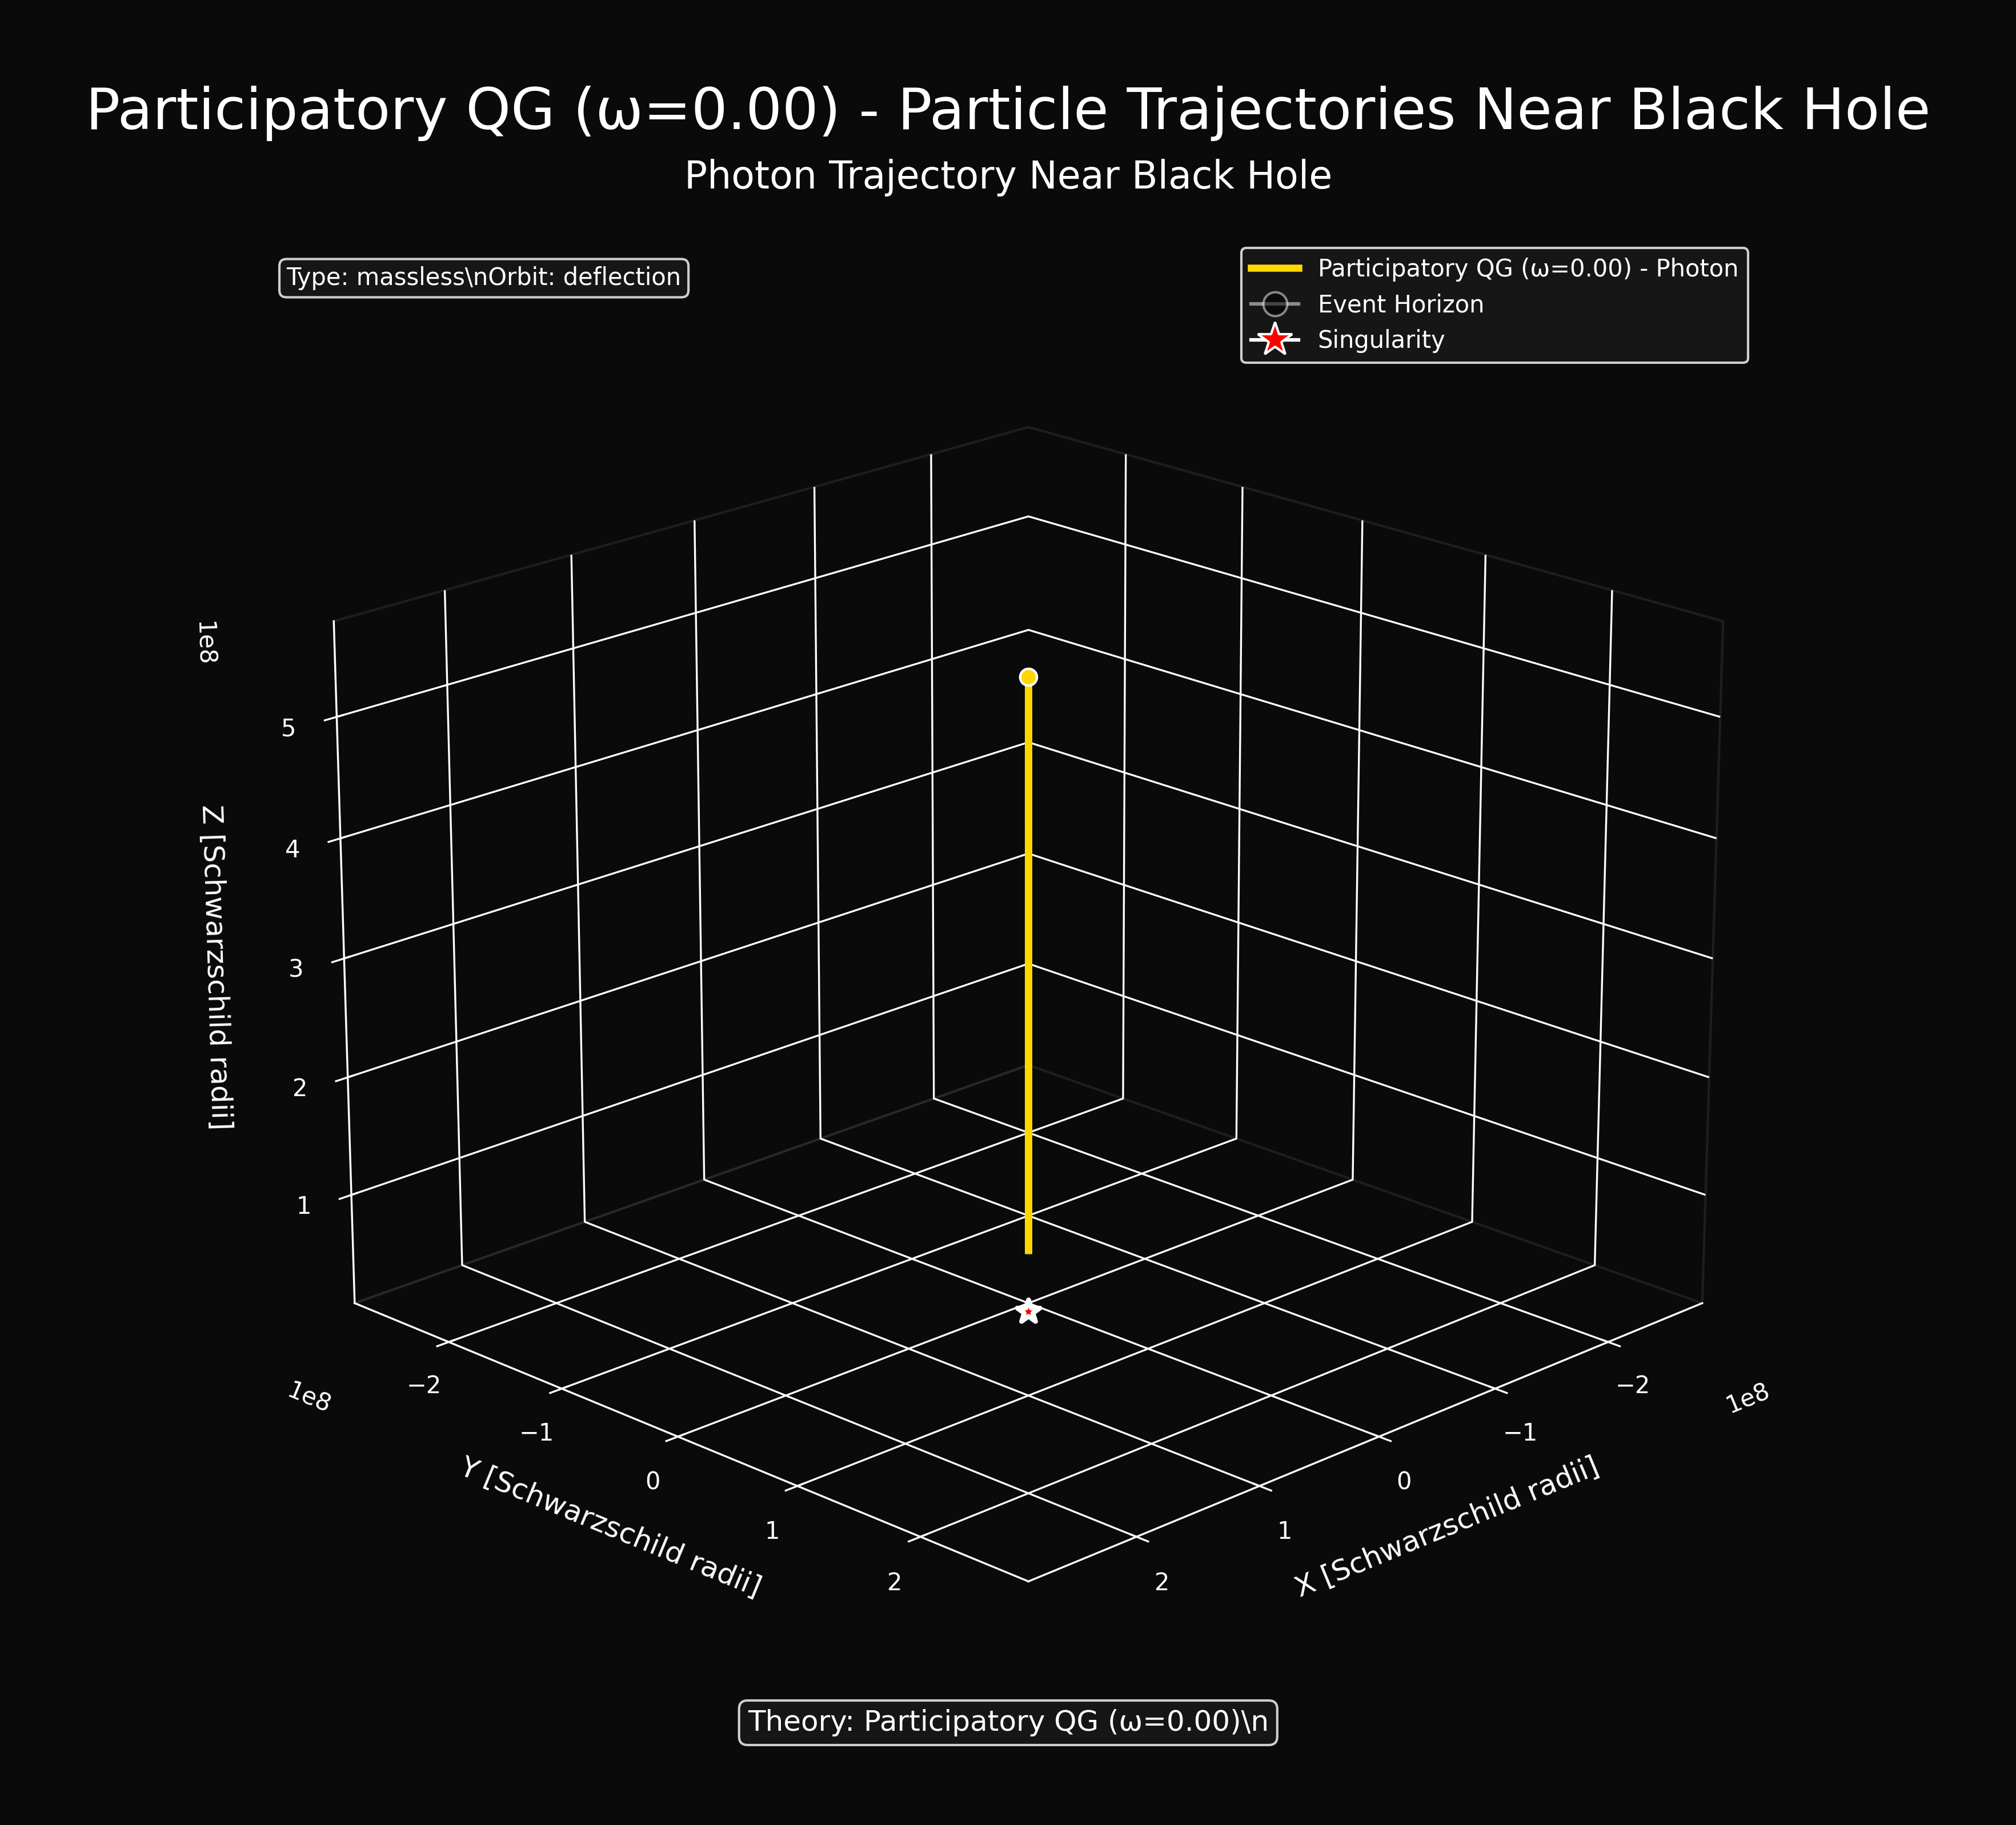 Participatory QG (ω=0.00) - Particle Trajectories Near Black Hole
Photon Trajectory Near Black Hole
Type: massless\nOrbit: deflection
Participatory QG (ω=0.00) - Photon
Event Horizon
Singularity
1e8
5
4
3
2
1
Z [Schwarzschild radii]
1e8
−2
−1
0
1
2
Y [Schwarzschild radii]
1e8
−2
−1
0
1
2
X [Schwarzschild radii]
Theory: Participatory QG (ω=0.00)\n